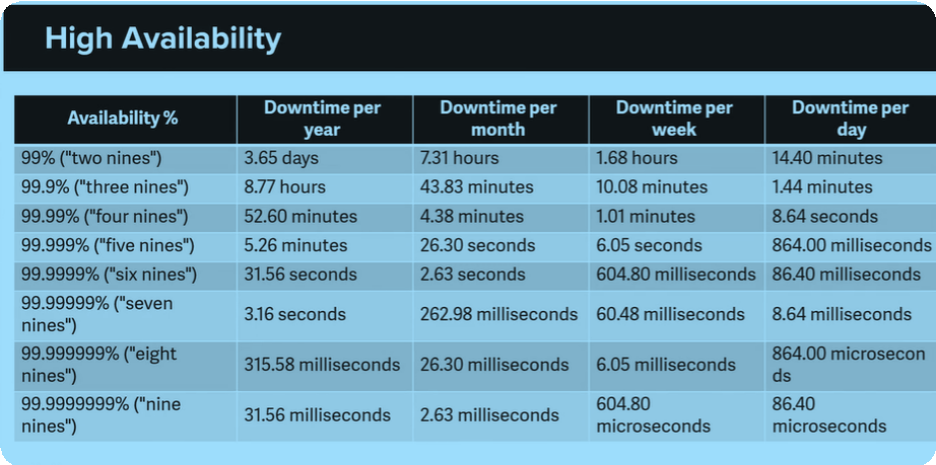 High Availability
Availability % Downtime per year Downtime per month Downtime per week Downtime per day
99% ("two nines") 3.65 days 7.31 hours 1.68 hours 14.40 minutes
99.9% ("three nines") 8.77 hours 43.83 minutes 10.08 minutes 1.44 minutes
99.99% ("four nines") 52.60 minutes 4.38 minutes 1.01 minutes 8.64 seconds
99.999% ("five nines") 5.26 minutes 26.30 seconds 6.05 seconds 864.00 milliseconds
99.9999% ("six nines") 31.56 seconds 2.63 seconds 604.80 milliseconds 86.40 milliseconds
99.99999% ("seven nines") 3.16 seconds 262.98 milliseconds 60.48 milliseconds 8.64 milliseconds
99.999999% ("eight nines") 315.58 milliseconds 26.30 milliseconds 6.05 milliseconds 864.00 microseconds
99.9999999% ("nine nines") 31.56 milliseconds 2.63 milliseconds 604.80 microseconds 86.40 microseconds